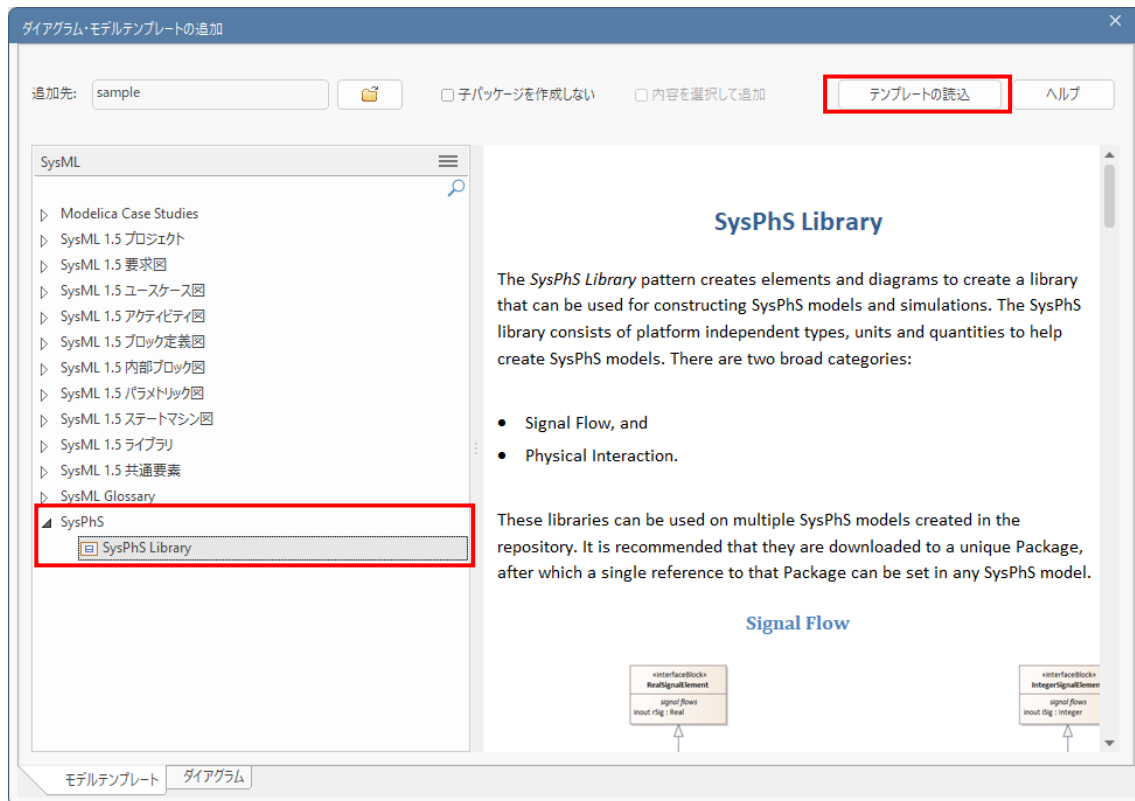 ダイアグラム・モデルテンプレートの追加
追加先: sample 子パッケージを作成しない 内容を選択して追加 テンプレートの読込 ヘルプ
SysML
Modelica Case Studies
SysML 1.5 プロジェクト
SysML 1.5 要求図
SysML 1.5 ユースケース図
SysML 1.5 アクティビティ図
SysML 1.5 ブロック定義図
SysML 1.5 内部ブロック図
SysML 1.5 パラメトリック図
SysML 1.5 ステートマシン図
SysML 1.5 ライブラリ
SysML 1.5 共通要素
SysML Glossary
SysPhS
SysPhS Library
SysPhS Library
The SysPhS Library pattern creates elements and diagrams to create a library
that can be used for constructing SysPhS models and simulations. The SysPhS
library consists of platform independent types, units and quantities to help
create SysPhS models. There are two broad categories:
• Signal Flow, and
• Physical Interaction.
These libraries can be used on multiple SysPhS models created in the
repository. It is recommended that they are downloaded to a unique Package,
after which a single reference to that Package can be set in any SysPhS model.
Signal Flow
«interfaceBlock»
RealSignalElement
signal flows
inout rSig : Real
«interfaceBlock»
IntegerSignalElemen
signal flows
inout iSig : Integer
モデルテンプレート ダイアグラム